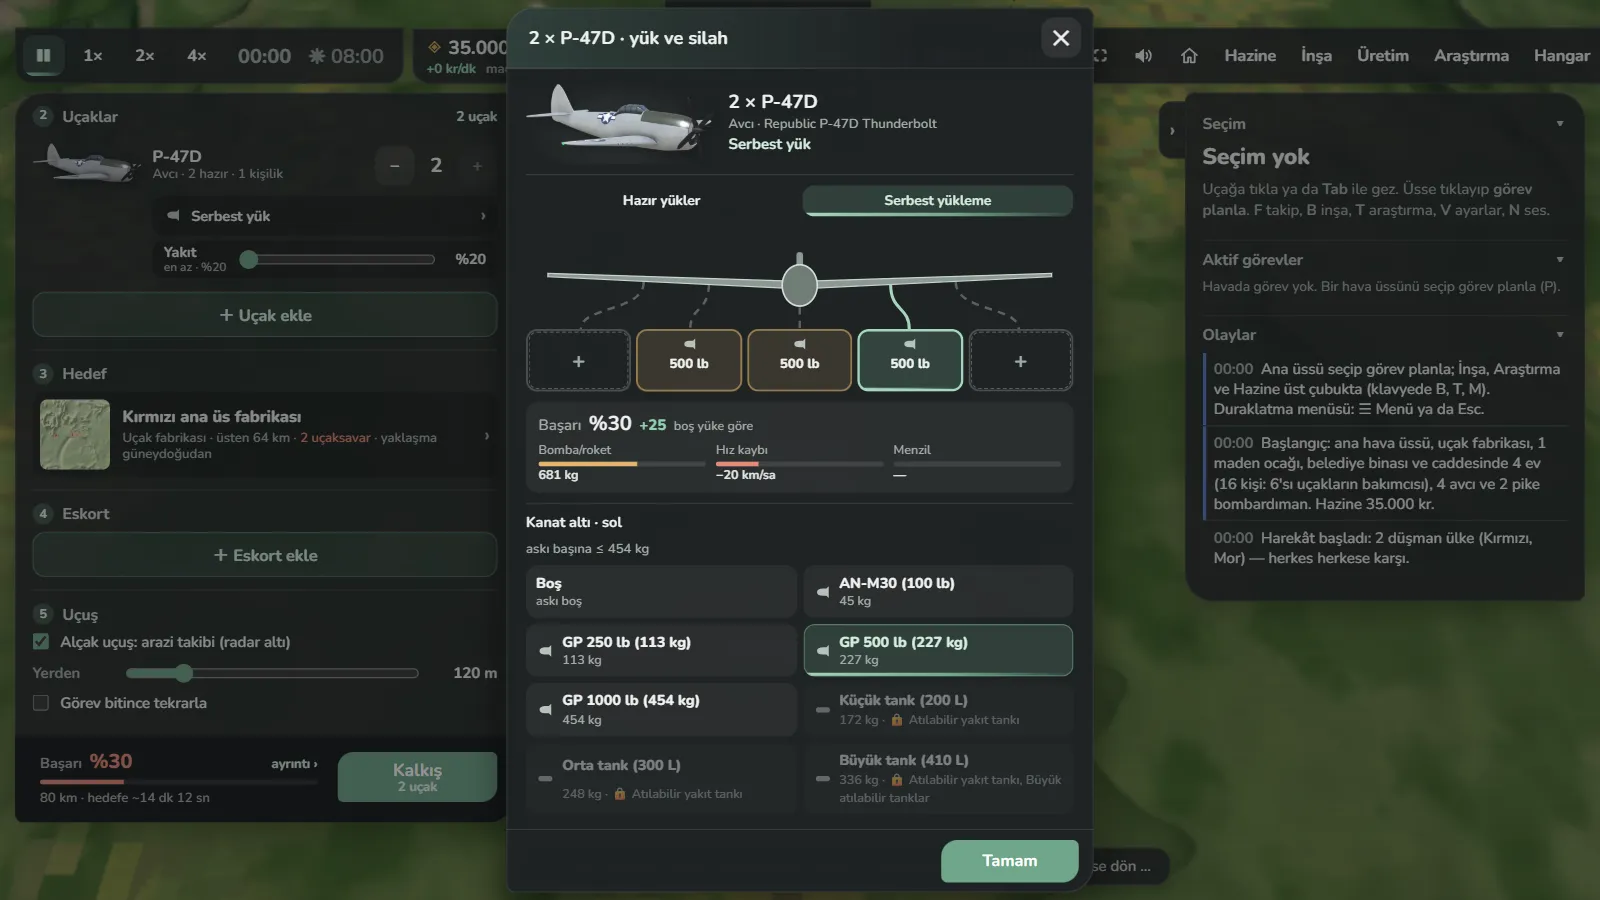 1×
2×
4×
00:00
08:00
35.000
+0 kr/dk
Hazine
İnşa
Üretim
Araştırma
Hangar
2 Uçaklar
2 uçak
P-47D
Avcı · 2 hazır · 1 kişilik
− 2 +
Serbest yük ›
Yakıt
en az · %20
%20
+ Uçak ekle
3 Hedef
Kırmızı ana üs fabrikası
Uçak fabrikası · üsten 64 km · 2 uçaksavar · yaklaşma
güneydoğudan
4 Eskort
+ Eskort ekle
5 Uçuş
Alçak uçuş: arazi takibi (radar altı)
Yerden
120 m
Görev bitince tekrarla
Başarı %30
ayrıntı ›
80 km · hedefe ~14 dk 12 sn
Kalkış
2 uçak
2 × P-47D · yük ve silah
2 × P-47D
Avcı · Republic P-47D Thunderbolt
Serbest yük
Hazır yükler
Serbest yükleme
+
500 lb
500 lb
500 lb
+
Başarı %30 +25 boş yüke göre
Bomba/roket
681 kg
Hız kaybı
−20 km/sa
Menzil
—
Kanat altı · sol
askı başına ≤ 454 kg
Boş
askı boş
AN-M30 (100 lb)
45 kg
GP 250 lb (113 kg)
113 kg
GP 500 lb (227 kg)
227 kg
GP 1000 lb (454 kg)
454 kg
Küçük tank (200 L)
172 kg · 🔒 Atılabilir yakıt tankı
Orta tank (300 L)
248 kg · 🔒 Atılabilir yakıt tankı
Büyük tank (410 L)
336 kg · 🔒 Atılabilir yakıt tankı, Büyük
atılabilir tanklar
Tamam
Seçim
Seçim yok
Uçağa tıkla ya da Tab ile gez. Üsse tıklayıp görev
planla. F takip, B inşa, T araştırma, V ayarlar, N ses.
Aktif görevler
Havada görev yok. Bir hava üssünü seçip görev planla (P).
Olaylar
00:00 Ana üssü seçip görev planla; İnşa, Araştırma
ve Hazine üst çubukta (klavyede B, T, M).
Duraklatma menüsü: ☰ Menü ya da Esc.
00:00 Başlangıç: ana hava üssü, uçak fabrikası, 1
maden ocağı, belediye binası ve caddesinde 4 ev
(16 kişi: 6'sı uçakların bakımcısı), 4 avcı ve 2 pike
bombardıman. Hazine 35.000 kr.
00:00 Harekât başladı: 2 düşman ülke (Kırmızı,
Mor) — herkes herkese karşı.
se dön ...